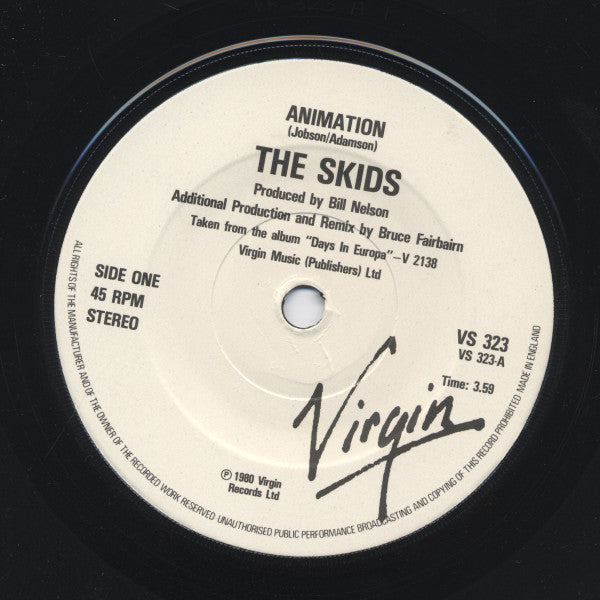 ANIMATION
(Jobson/Adamson)
THE SKIDS
Produced by Bill Nelson
Additional Production and Remix by Bruce Fairbairn
Taken from the album "Days In Europa"–V 2138
Virgin Music (Publishers) Ltd
SIDE ONE
45 RPM
STEREO
VS 323
VS 323-A
Time: 3.59
Virgin
℗ 1980 Virgin
Records Ltd
ALL RIGHTS OF THE MANUFACTURER AND OF THE OWNER OF THE RECORDED WORK RESERVED UNAUTHORISED PUBLIC PERFORMANCE BROADCASTING AND COPYING OF THIS RECORD PROHIBITED MADE IN ENGLAND